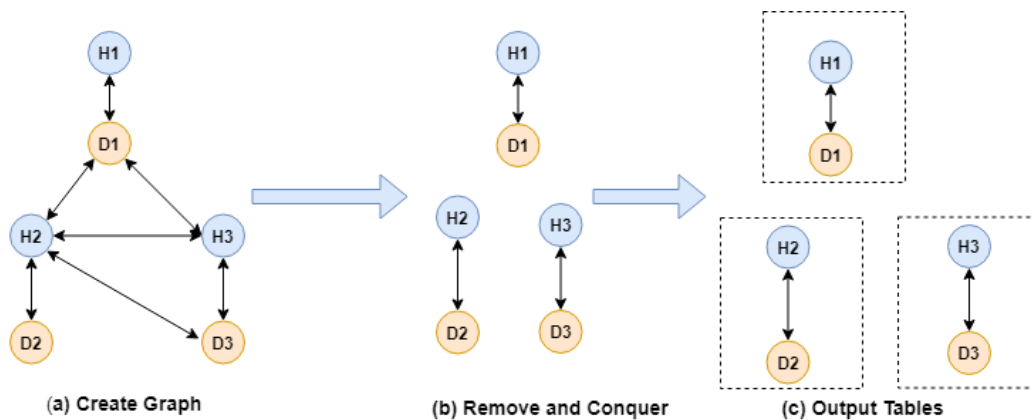 H1
D1
H2
H3
D2
D3
(a) Create Graph
H1
D1
H2
H3
D2
D3
(b) Remove and Conquer
H1
D1
H2
H3
D2
D3
(c) Output Tables